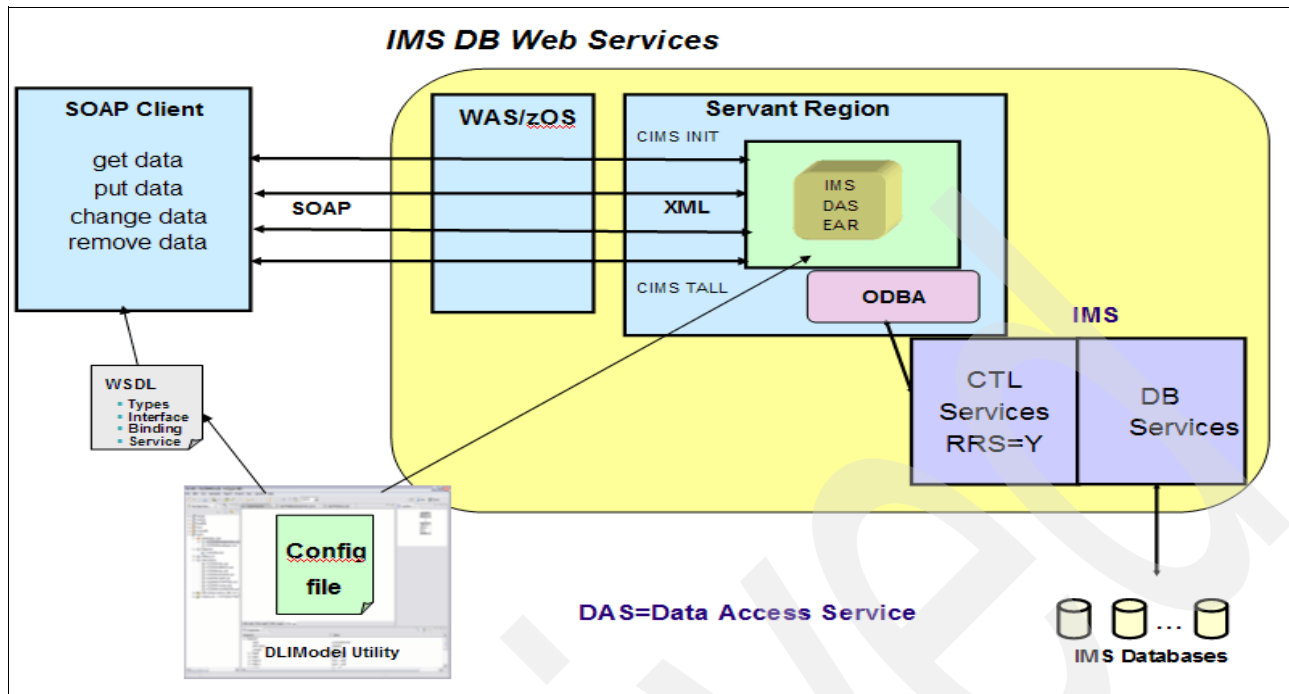 IMS DB Web Services
SOAP Client
get data
put data
change data
remove data
SOAP
WAS/zOS
Servant Region
CIMS INIT
XML
CIMS TALL
IMS
DAS
EAR
ODBA
IMS
CTL
Services
RRS=Y
DB
Services
WSDL
Types
Interface
Binding
Service
Config
file
DLIModel Utility
DAS=Data Access Service
...
IMS Databases